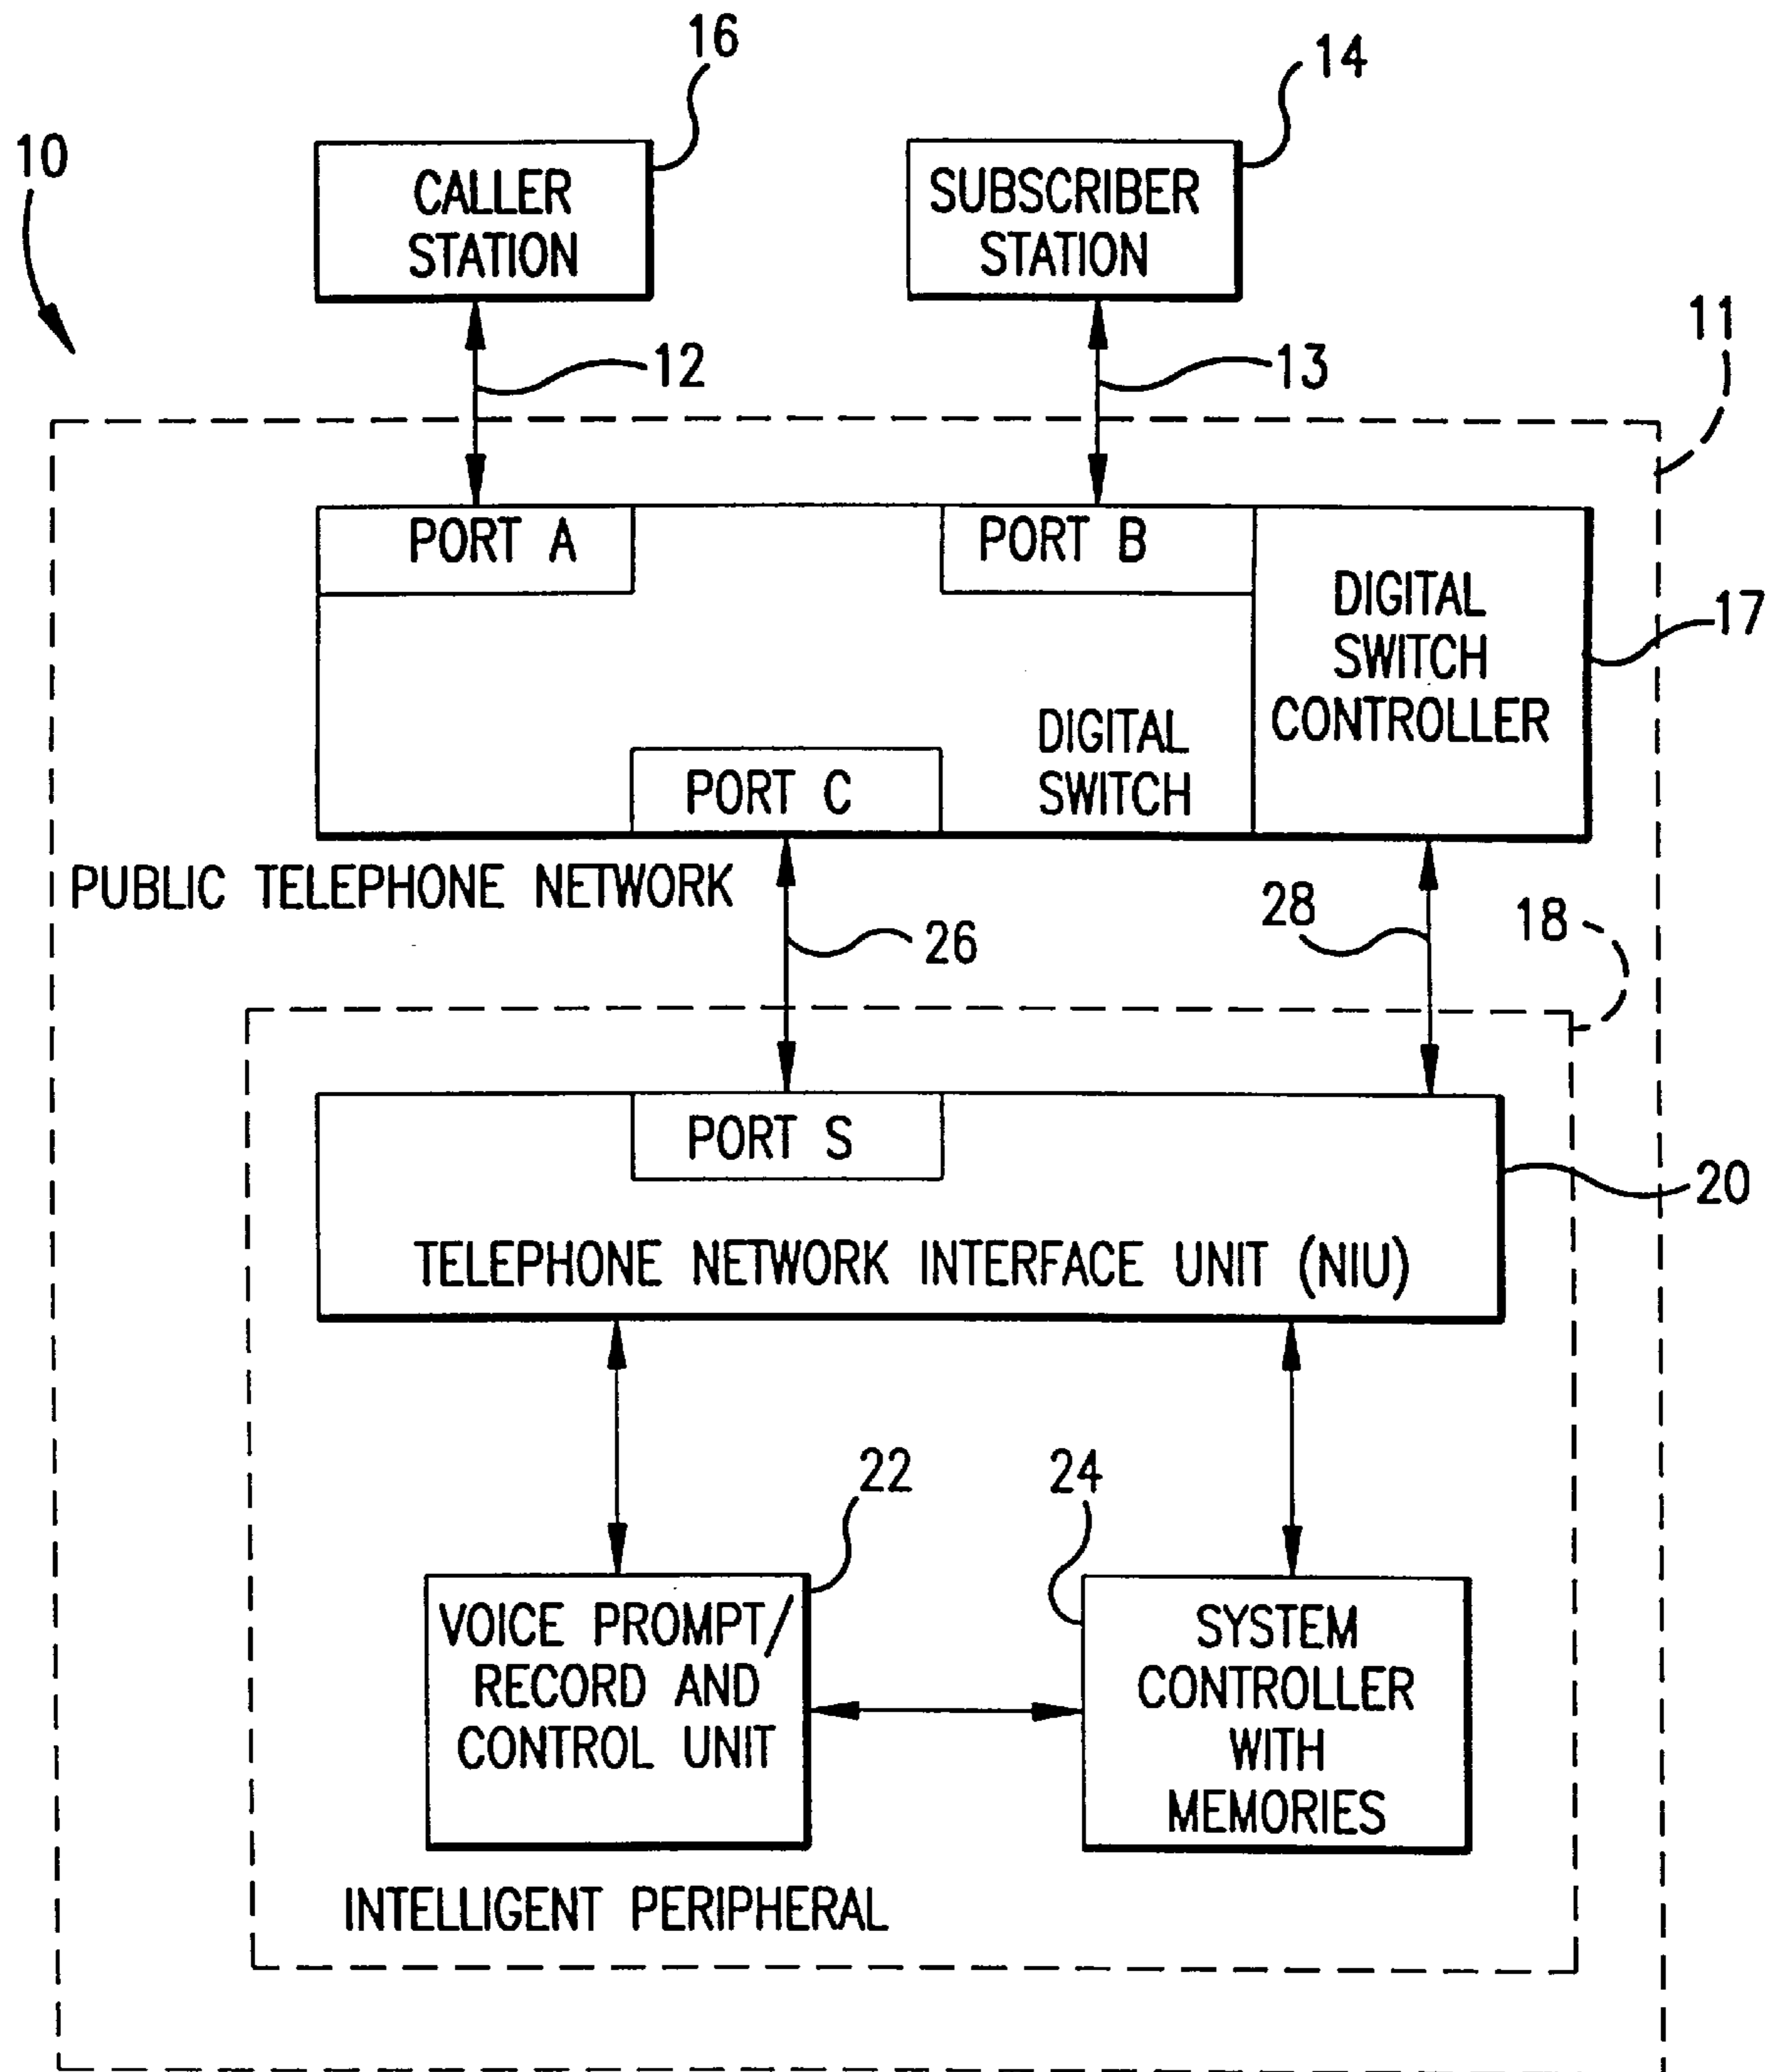 16
14
10
CALLER
STATION
SUBSCRIBER
STATION
11
12
13
PORT A
PORT B
DIGITAL
SWITCH
CONTROLLER
17
DIGITAL
SWITCH
PORT C
PUBLIC TELEPHONE NETWORK
26
28
18
PORT S
20
TELEPHONE NETWORK INTERFACE UNIT (NIU)
22
24
VOICE PROMPT/
RECORD AND
CONTROL UNIT
SYSTEM
CONTROLLER
WITH
MEMORIES
INTELLIGENT PERIPHERAL